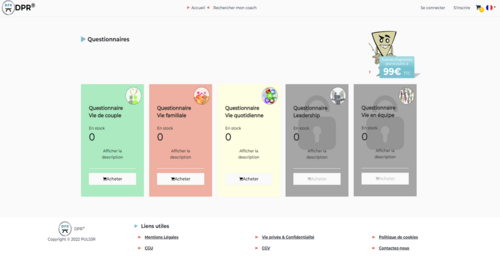 DPR®
Accueil
Rechercher mon coach
Se connecter
S'inscrire
Questionnaires
99€
Questionnaire
Vie de couple
En stock
0
Afficher la
description
Acheter
Questionnaire
Vie familiale
En stock
0
Afficher la
description
Acheter
Questionnaire
Vie quotidienne
En stock
0
Afficher la
description
Acheter
Questionnaire
Leadership
En stock
0
Afficher la
description
Acheter
Questionnaire
Vie en équipe
En stock
0
Afficher la
description
Acheter
DPR®
Copyright © 2022 PULSSR
Liens utiles
Mentions Légales
CGU
Vie privée & Confidentialité
CGV
Politique de cookies
Contactez-nous